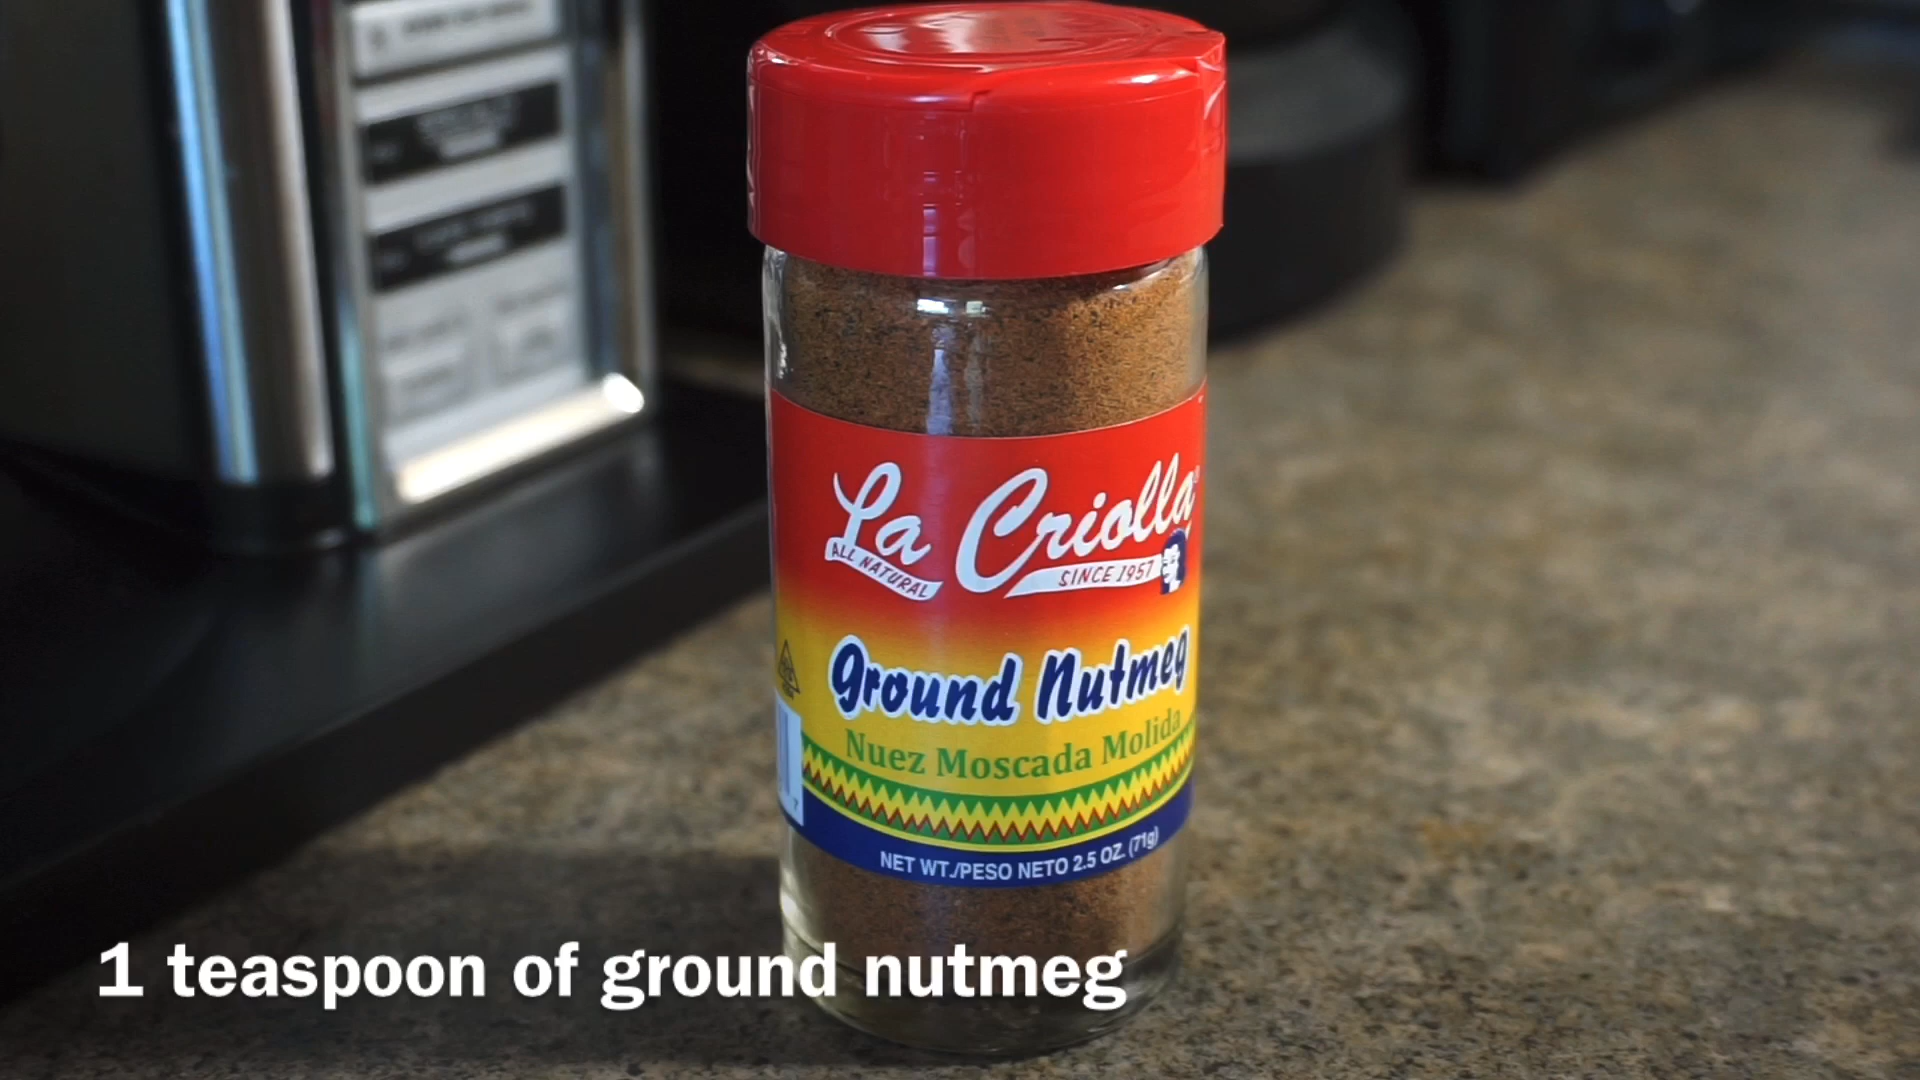 La Criolla®
ALL NATURAL
SINCE 1957
Ground Nutmeg
Nuez Moscada Molida
NET WT./PESO NETO 2.5 OZ. (71g)
1 teaspoon of ground nutmeg